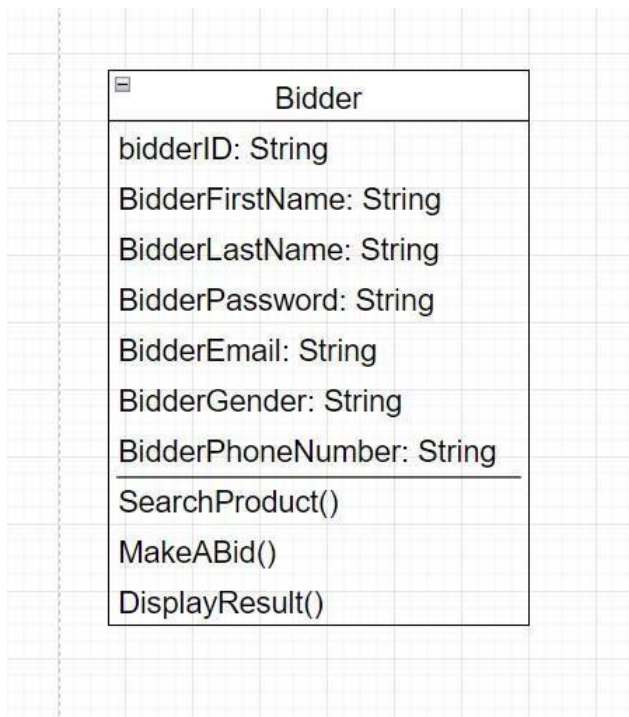 Bidder
bidderID: String
BidderFirstName: String
BidderLastName: String
BidderPassword: String
BidderEmail: String
BidderGender: String
BidderPhoneNumber: String
SearchProduct()
MakeABid()
DisplayResult()